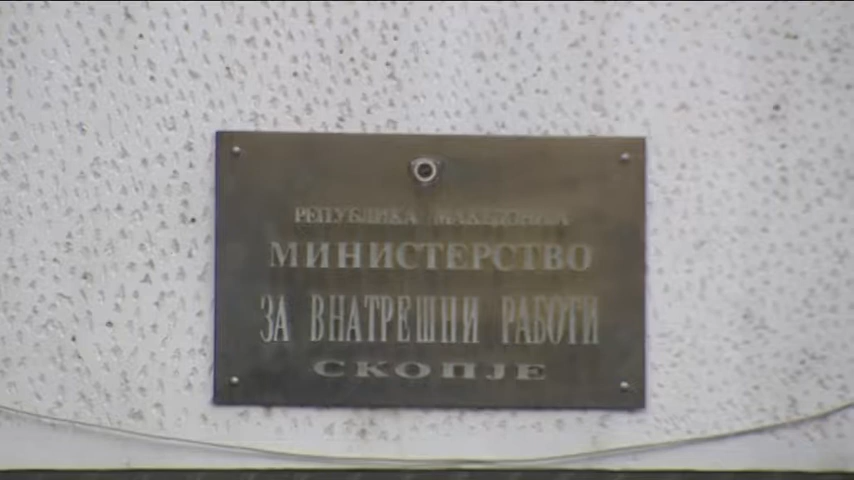 РЕПУБЛИКА МАКЕДОНИЈА
МИНИСТЕРСТВО
ЗА ВНАТРЕШНИ РАБОТИ
СКОПЈЕ